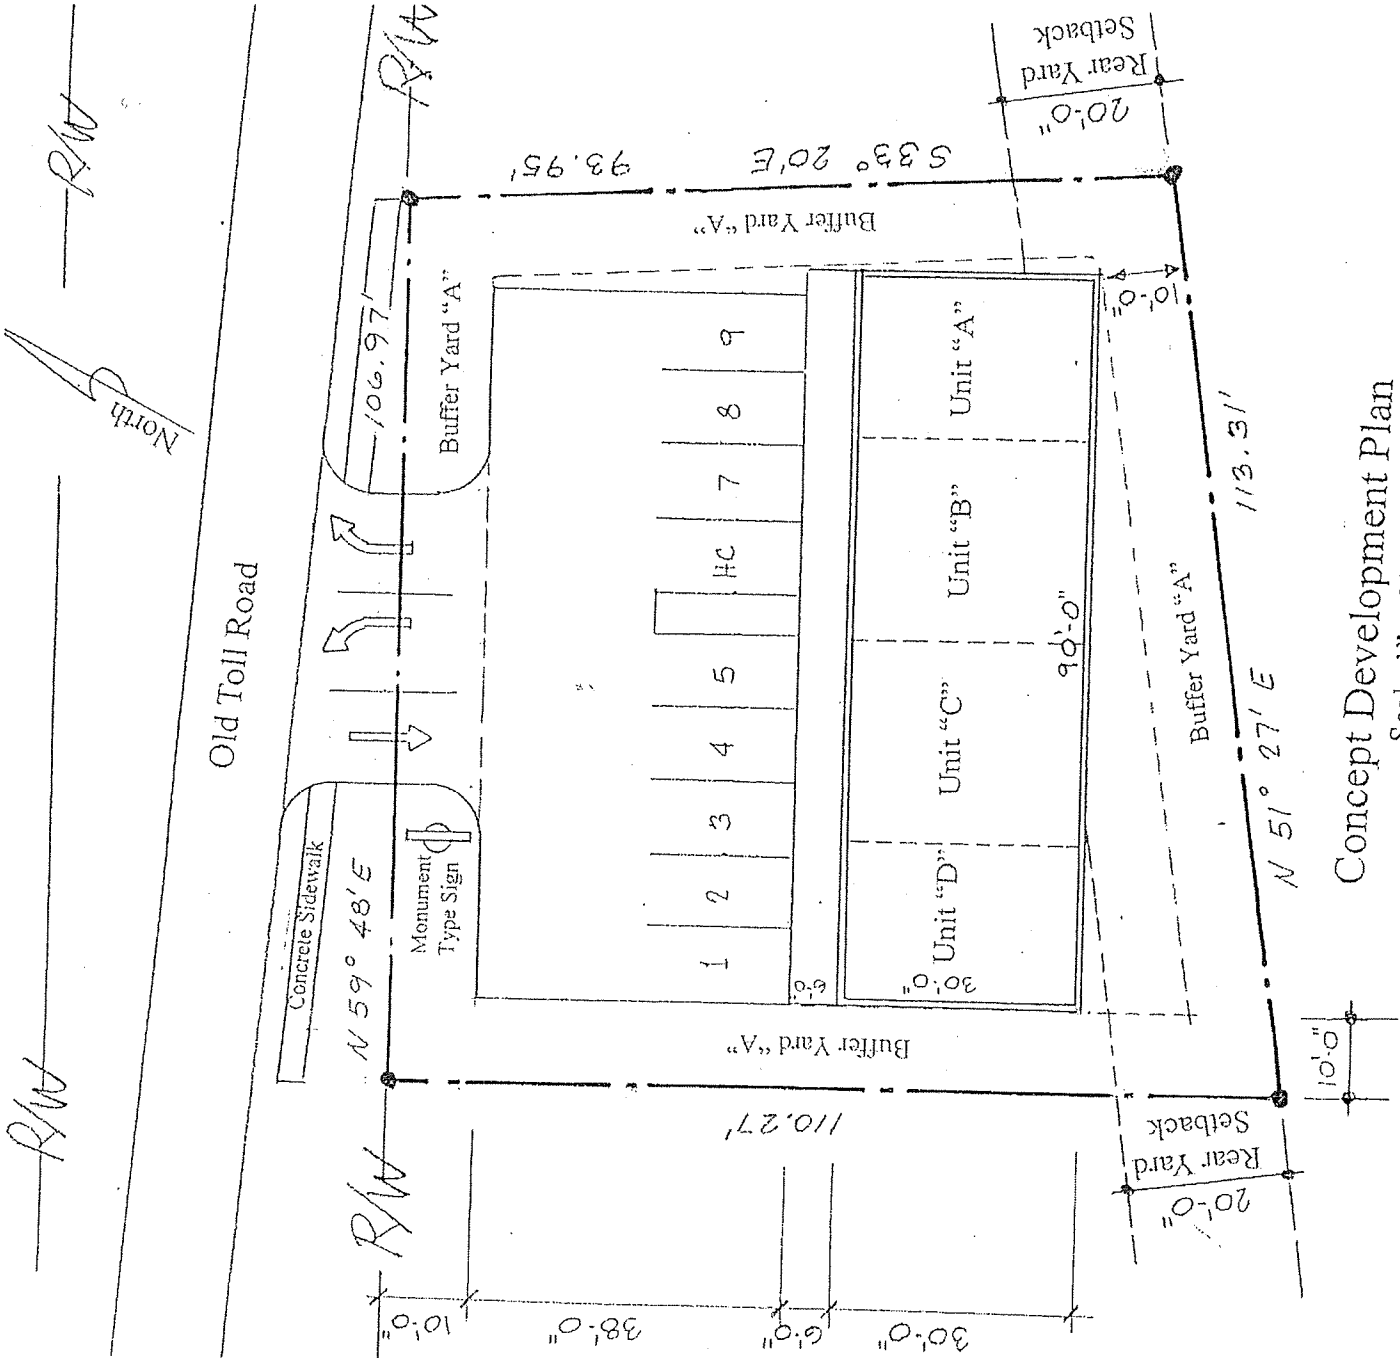 R/W
R/W
North
Old Toll Road
R/W
106.97'
Buffer Yard "A"
Concrete Sidewalk
N 59° 48' E
Monument
Type Sign
R/W
S 33° 20' E
93.95'
Buffer Yard "A"
20'-0"
Rear Yard
Setback
1
2
3
4
5
HC
7
8
9
6'-0"
30'-0"
Unit "D"
Unit "C"
Unit "B"
Unit "A"
90'-0"
10'-0"
Buffer Yard "A"
110.27'
Buffer Yard "A"
N 51° 27' E
113.31'
10'-0"
38'-0"
6'-0"
30'-0"
20'-0"
Rear Yard
Setback
10'-0"
Concept Development Plan